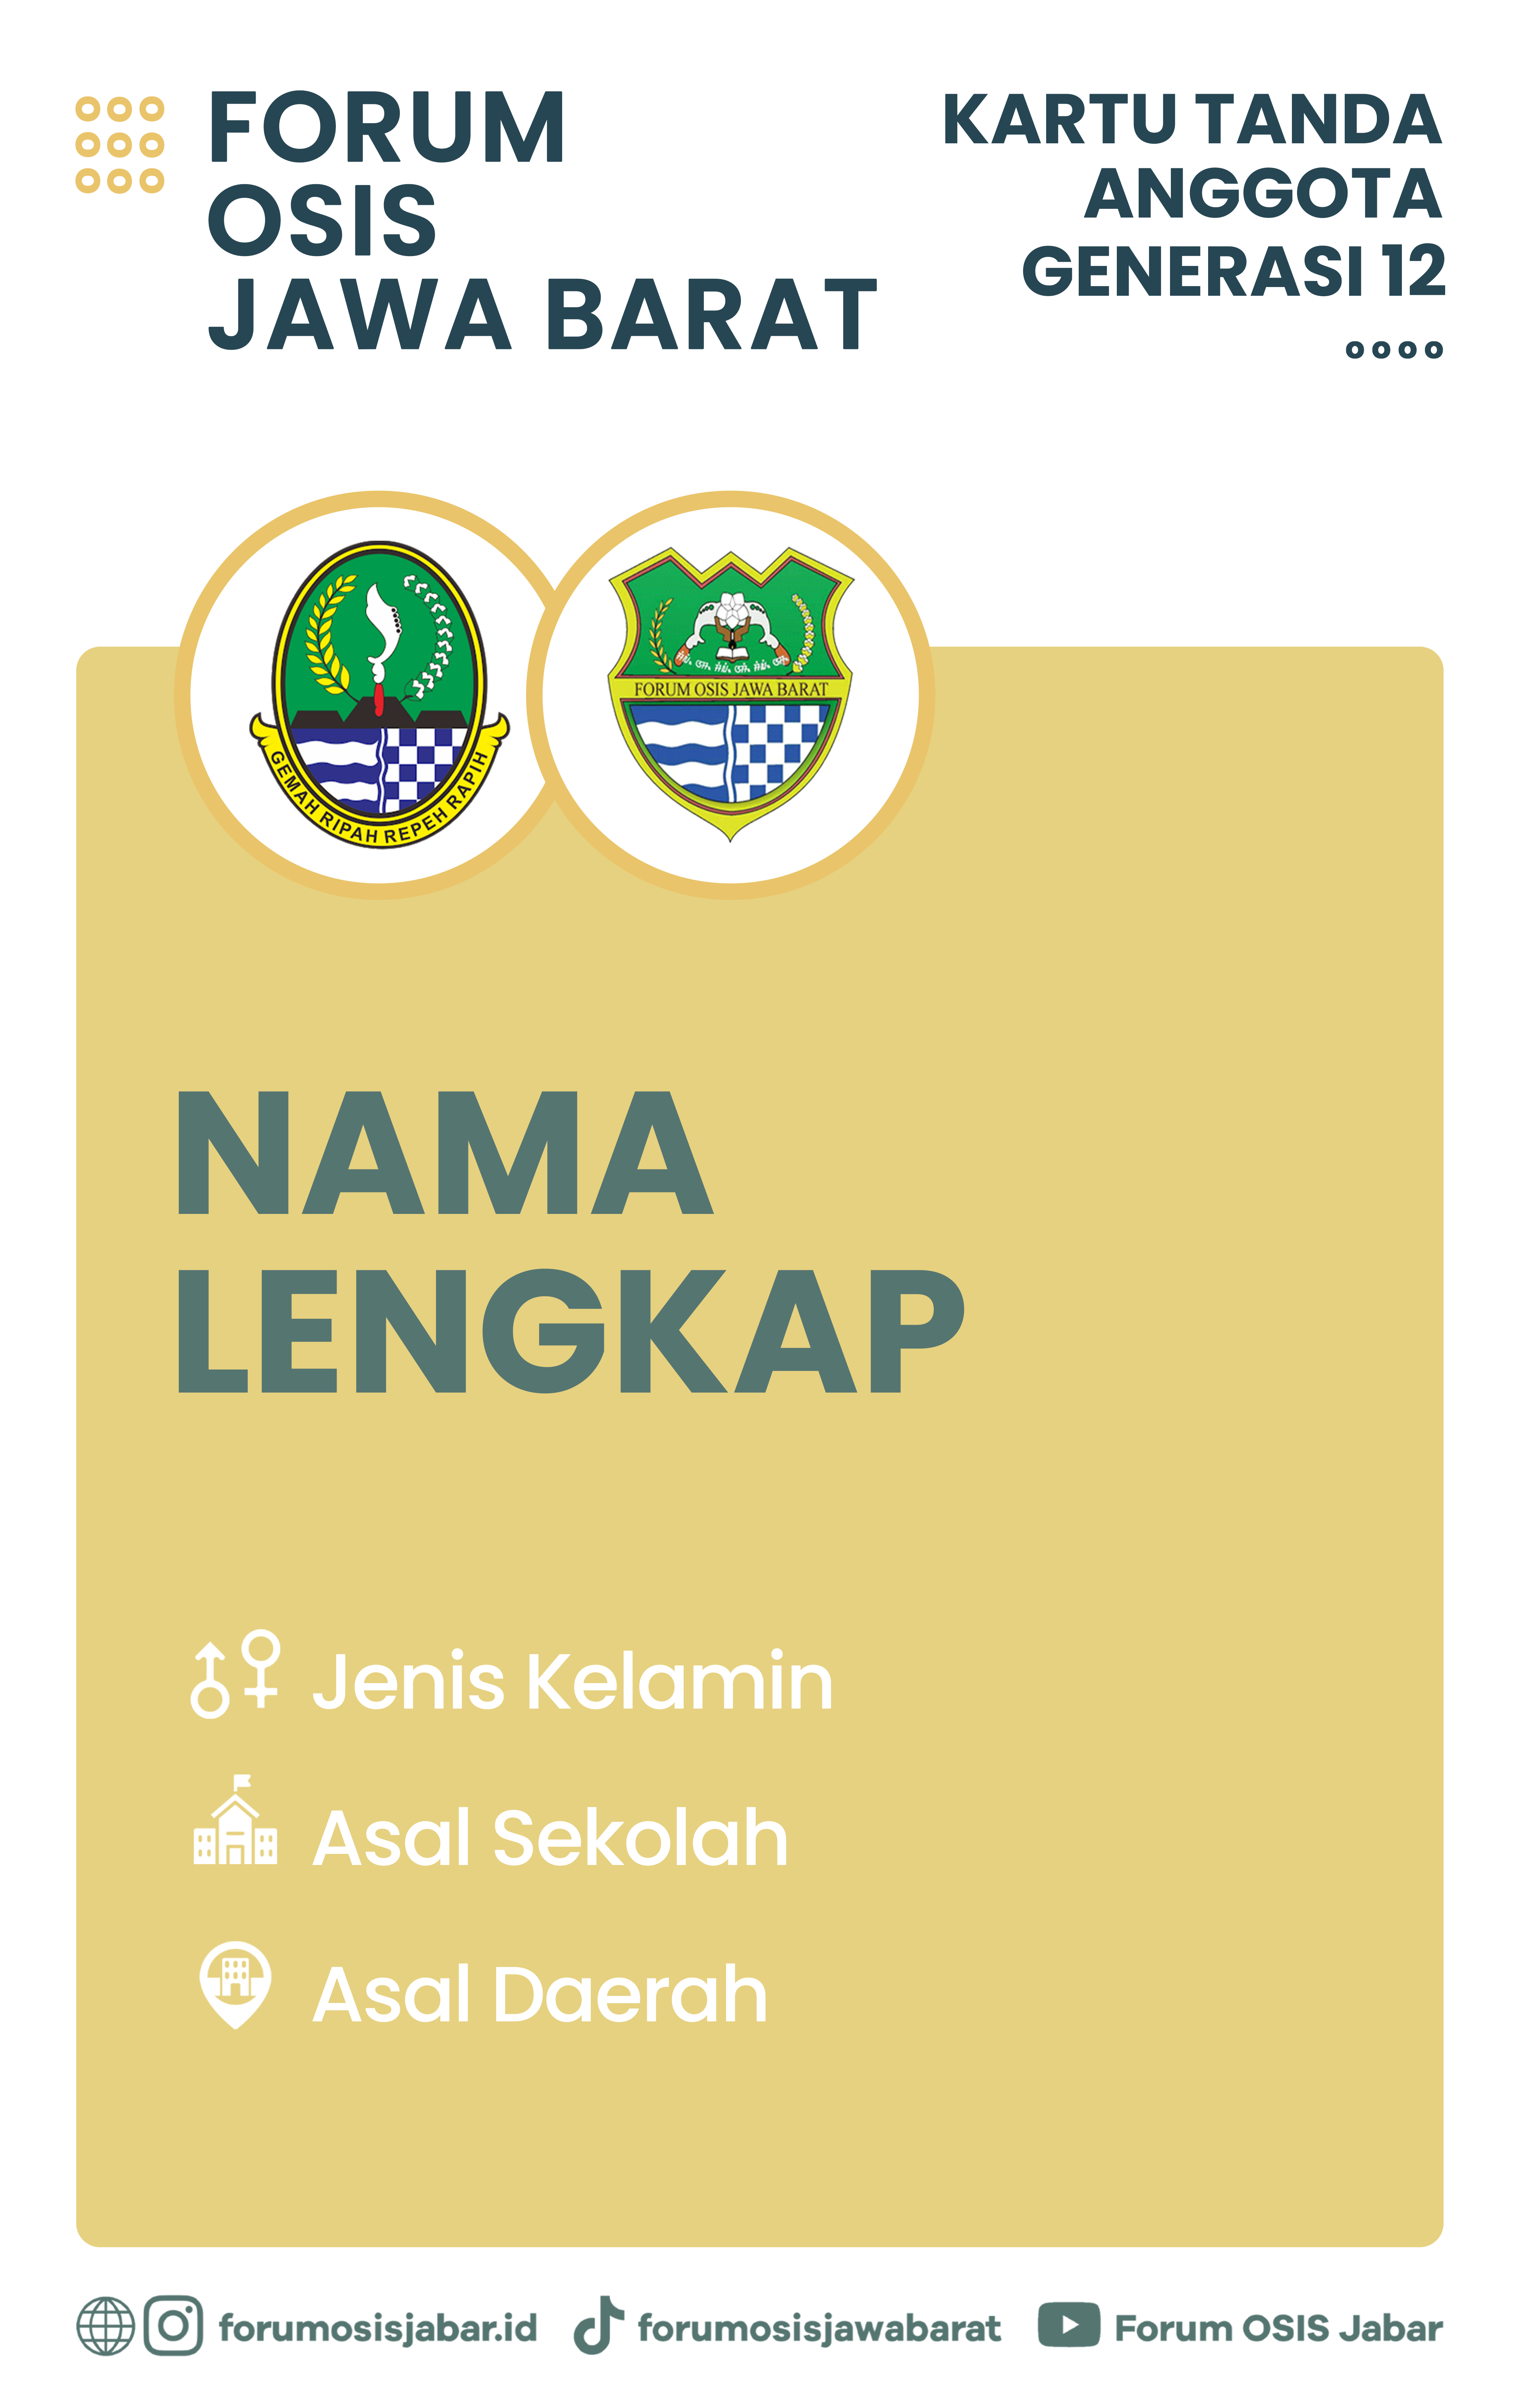 FORUM
OSIS
JAWA BARAT
KARTU TANDA
ANGGOTA
GENERASI 12
GEMAH RIPAH REPEH RAPIH
FORUM OSIS JAWA BARAT
NAMA
LENGKAP
Jenis Kelamin
Asal Sekolah
Asal Daerah
forumosisjabar.id
forumosisjawabarat
Forum OSIS Jabar